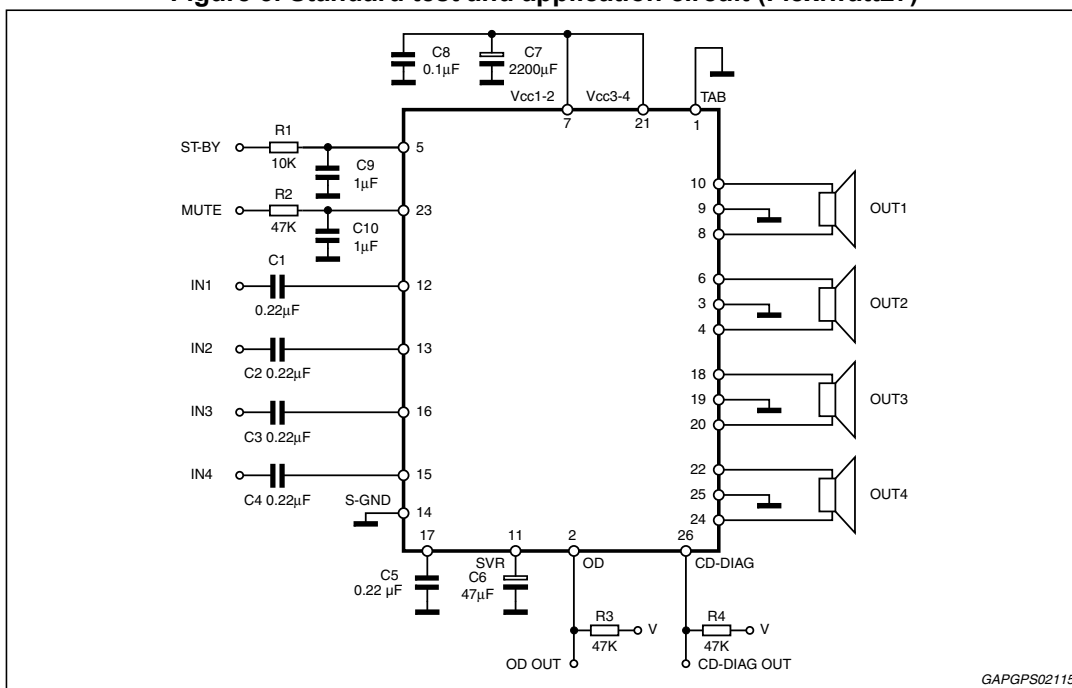 Standard test and application circuit (Flexiwatt27)
C8
0.1µF
C7
2200µF
Vcc1-2
Vcc3-4
TAB
7
21
1
ST-BY
R1
10K
5
C9
1µF
MUTE
R2
47K
23
C10
1µF
IN1
C1
0.22µF
12
IN2
C2 0.22µF
13
IN3
C3 0.22µF
16
IN4
C4 0.22µF
15
S-GND
14
10
9
8
OUT1
6
3
4
OUT2
18
19
20
OUT3
22
25
24
OUT4
17
11
2
26
C5
0.22 µF
SVR
C6
47µF
OD
CD-DIAG
R3
47K
V
R4
47K
V
OD OUT
CD-DIAG OUT
GAPGPS02115